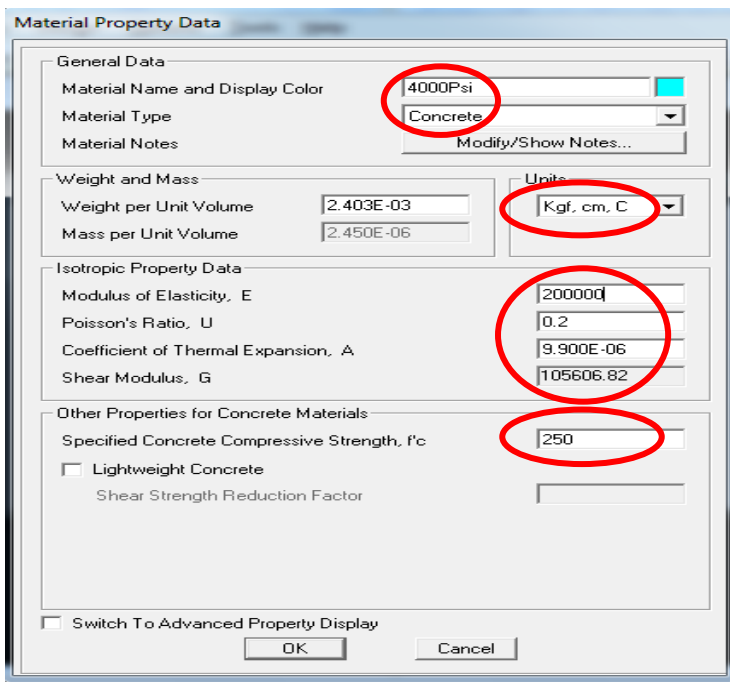 Material Property Data
General Data
Material Name and Display Color 4000Psi
Material Type Concrete
Material Notes Modify/Show Notes...
Weight and Mass Units
Weight per Unit Volume 2.403E-03 Kgf, cm, C
Mass per Unit Volume 2.450E-06
Isotropic Property Data
Modulus of Elasticity, E 200000
Poisson's Ratio, U 0.2
Coefficient of Thermal Expansion, A 9.900E-06
Shear Modulus, G 105606.82
Other Properties for Concrete Materials
Specified Concrete Compressive Strength, f'c 250
Lightweight Concrete
Shear Strength Reduction Factor
Switch To Advanced Property Display
OK Cancel